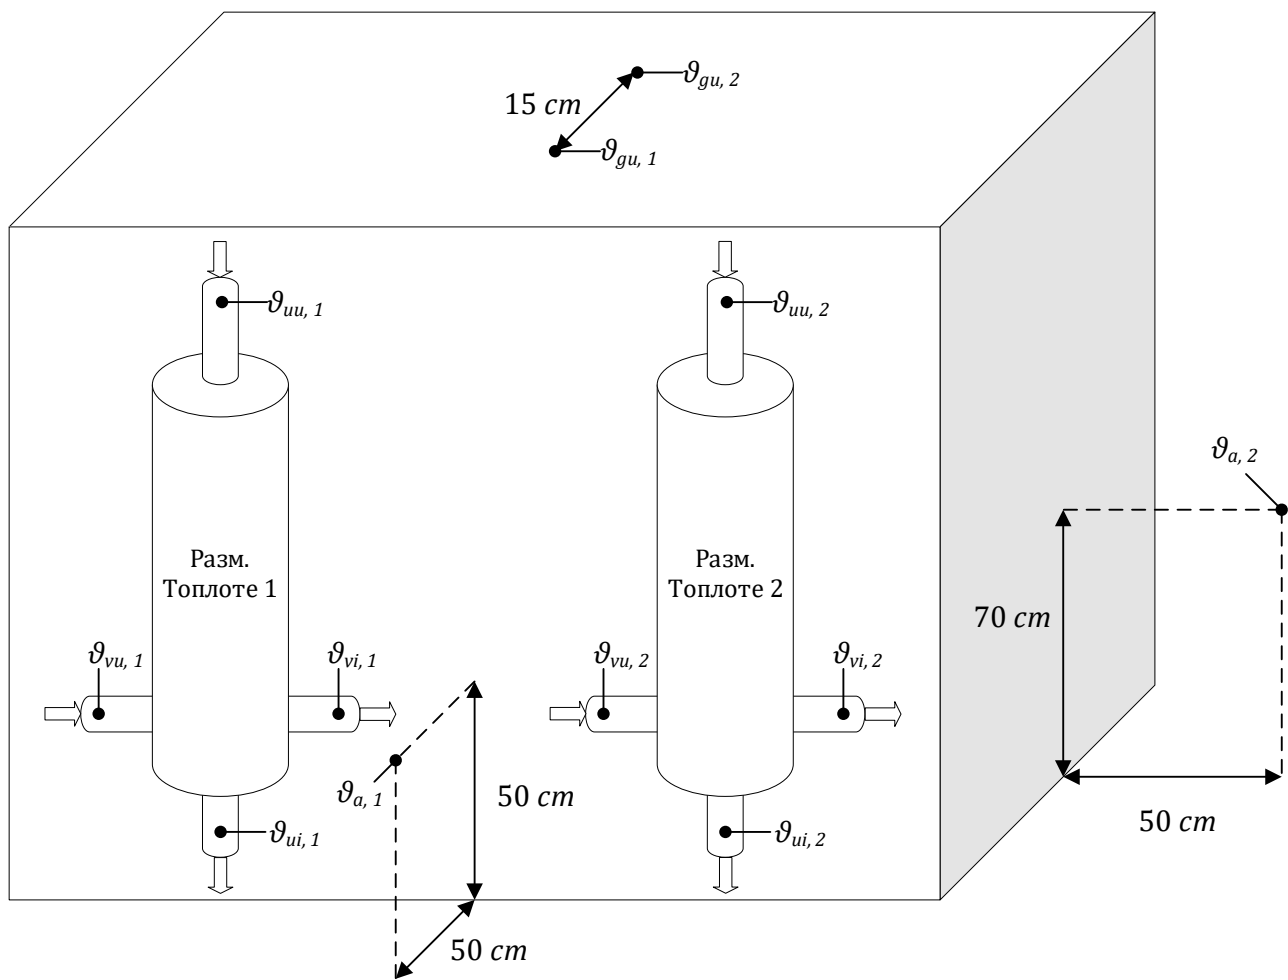 ϑgu, 2
15 cm
ϑgu, 1
ϑuu, 1
ϑuu, 2
ϑa, 2
Разм.
Топлоте 1
Разм.
Топлоте 2
70 cm
ϑvu, 1
ϑvi, 1
ϑvu, 2
ϑvi,2
ϑa, 1
50 cm
50 cm
ϑui, 1
ϑui, 2
50 cm